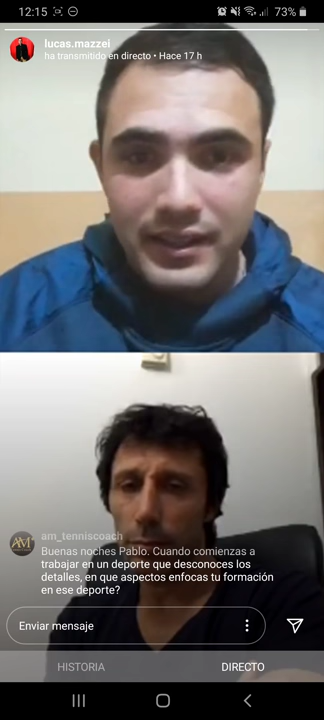 12:15
73%
lucas.mazzei
ha transmitido en directo • Hace 17 h
AM
am_tenniscoach
Buenas noches Pablo. Cuando comienzas a
trabajar en un deporte que desconoces los
detalles, en que aspectos enfocas tu formación
en ese deporte?
Enviar mensaje
HISTORIA
DIRECTO